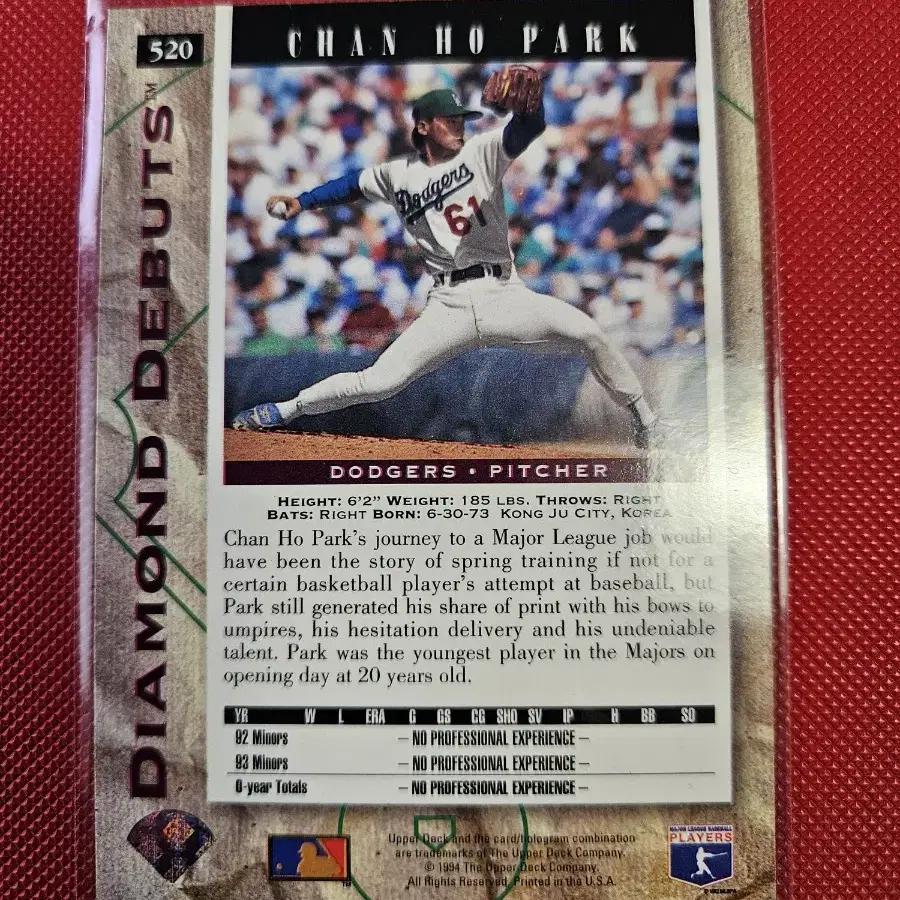 520
CHAN HO PARK
DIAMOND DEBUTS™
Dodgers
61
DODGERS • PITCHER
HEIGHT: 6'2" WEIGHT: 185 LBS. THROWS: RIGHT
BATS: RIGHT BORN: 6-30-73 KONG JU CITY, KOREA
Chan Ho Park's journey to a Major League job would
have been the story of spring training if not for a
certain basketball player's attempt at baseball, but
Park still generated his share of print with his bows to
umpires, his hesitation delivery and his undeniable
talent. Park was the youngest player in the Majors on
opening day at 20 years old.
YR W L ERA G GS CG SHO SV IP H BB SO
92 Minors – NO PROFESSIONAL EXPERIENCE –
93 Minors – NO PROFESSIONAL EXPERIENCE –
0-year Totals – NO PROFESSIONAL EXPERIENCE –
Upper Deck and the card/hologram combination
are trademarks of The Upper Deck Company.
© 1994 The Upper Deck Company.
All Rights Reserved. Printed in the U.S.A.
MAJOR LEAGUE BASEBALL
PLAYERS